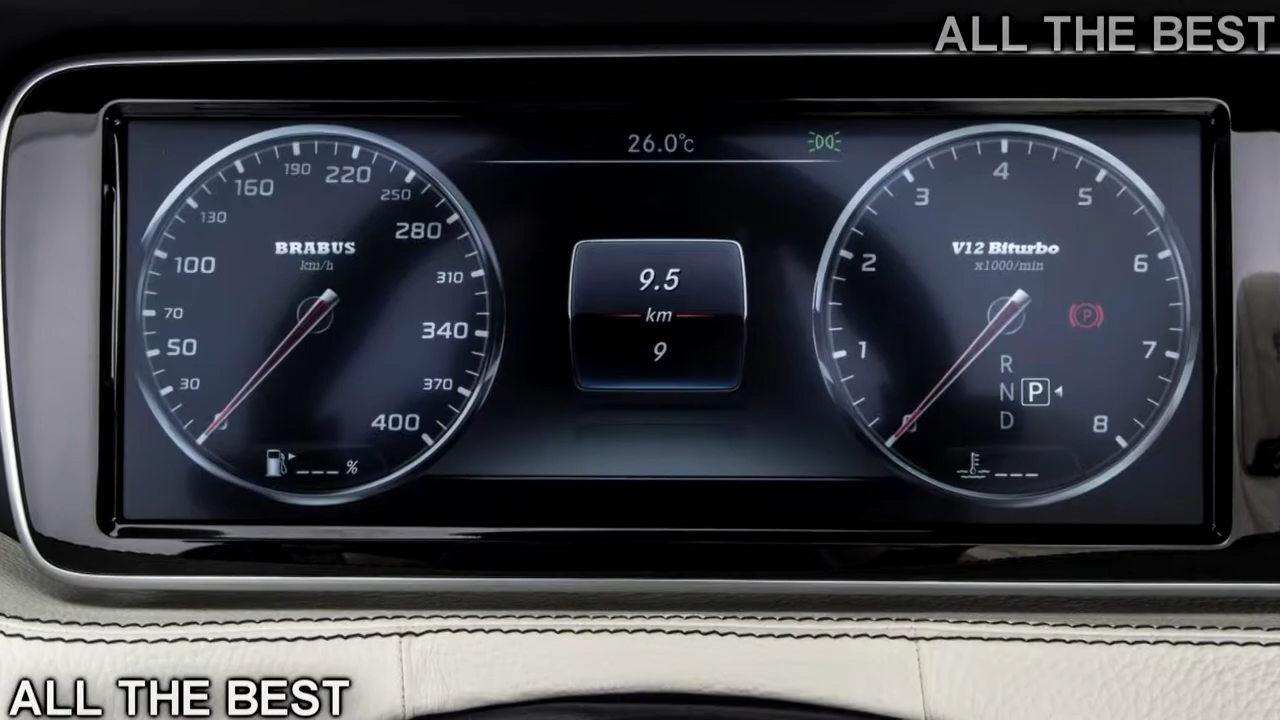 ALL THE BEST
26.0°C
190
160
220
130
250
280
100
310
70
50
340
30
370
400
0
BRABUS
km/h
_ _ _ %
9.5
km
9
4
3
5
2
6
1
7
0
8
V12 Biturbo
x1000/min
P
R
N P
D
_ _ _
ALL THE BEST